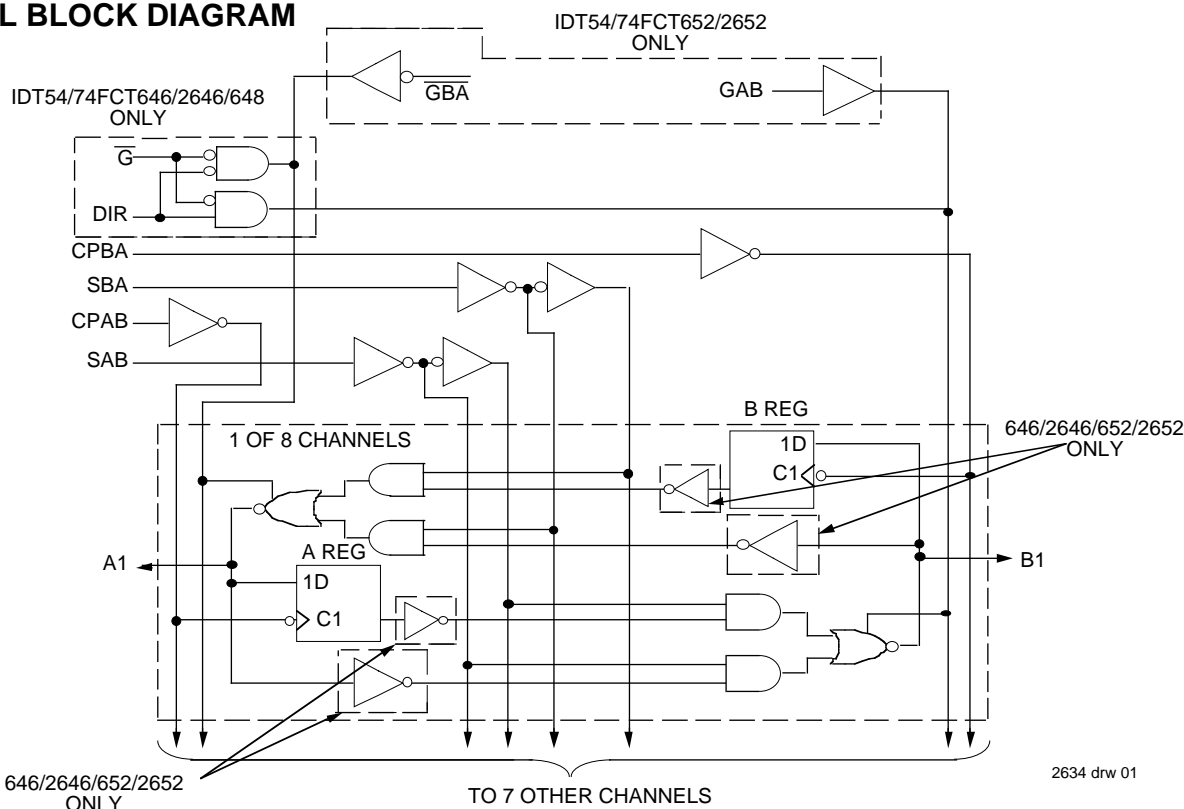 L BLOCK DIAGRAM
IDT54/74FCT652/2652
ONLY
GBA
GAB
IDT54/74FCT646/2646/648
ONLY
G
DIR
CPBA
SBA
CPAB
SAB
B REG
1 OF 8 CHANNELS
1D
C1
646/2646/652/2652
ONLY
A REG
A1
B1
1D
C1
646/2646/652/2652
ONLY
TO 7 OTHER CHANNELS
2634 drw 01